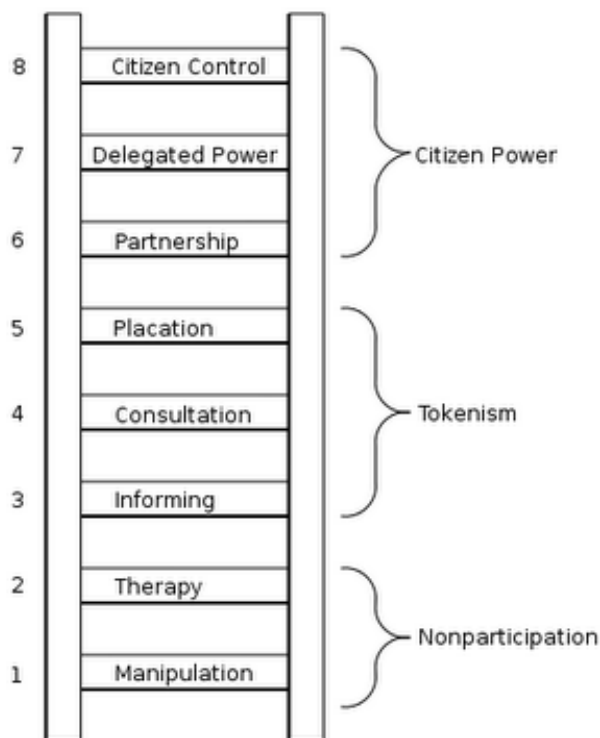 8 Citizen Control
7 Delegated Power
Citizen Power
6 Partnership
5 Placation
4 Consultation
Tokenism
3 Informing
2 Therapy
Nonparticipation
1 Manipulation